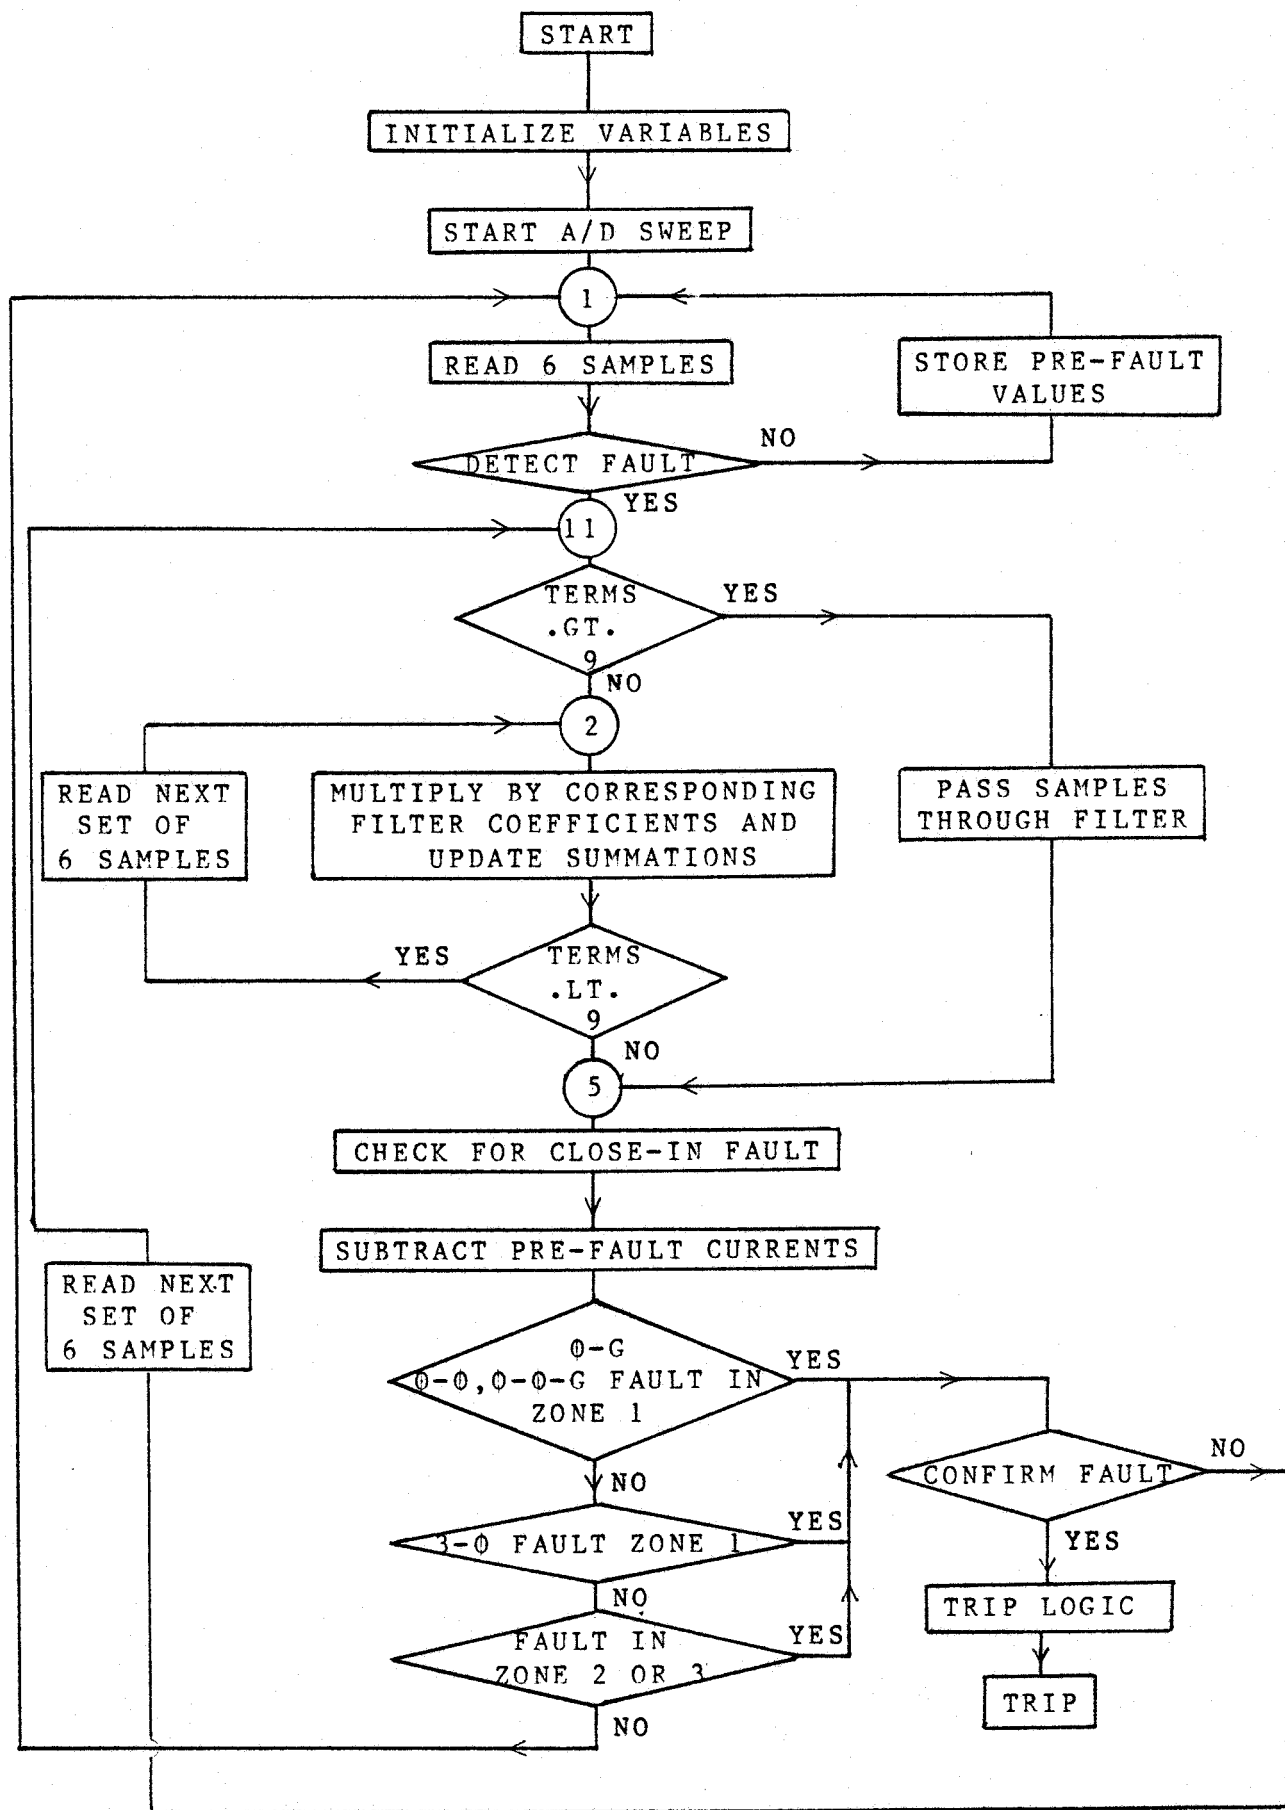 START
INITIALIZE VARIABLES
START A/D SWEEP
1
READ 6 SAMPLES
STORE PRE-FAULT
VALUES
DETECT FAULT
NO
YES
11
TERMS
.GT.
9
YES
NO
2
READ NEXT
SET OF
6 SAMPLES
MULTIPLY BY CORRESPONDING
FILTER COEFFICIENTS AND
UPDATE SUMMATIONS
PASS SAMPLES
THROUGH FILTER
TERMS
.LT.
9
YES
NO
5
CHECK FOR CLOSE-IN FAULT
SUBTRACT PRE-FAULT CURRENTS
READ NEXT
SET OF
6 SAMPLES
Φ-G
Φ-Φ,Φ-Φ-G FAULT IN
ZONE 1
YES
NO
CONFIRM FAULT
NO
YES
3-Φ FAULT ZONE 1
YES
NO
TRIP LOGIC
FAULT IN
ZONE 2 OR 3
YES
NO
TRIP